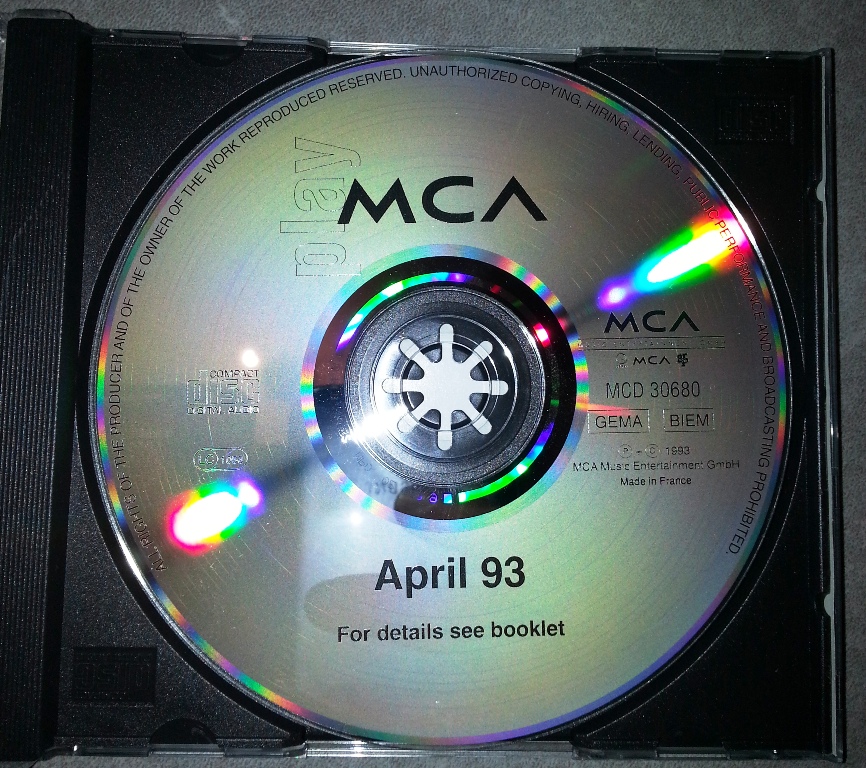 ALL RIGHTS OF THE PRODUCER AND OF THE OWNER OF THE WORK REPRODUCED RESERVED. UNAUTHORIZED COPYING, HIRING, LENDING, PUBLIC PERFORMANCE AND BROADCASTING PROHIBITED.
play
MCA
MCA
MCA
MCD 30680
GEMA BIEM
COMPACT
disc
DIGITAL AUDIO
℗ - © 1993
MCA Music Entertainment GmbH
Made in France
April 93
For details see booklet